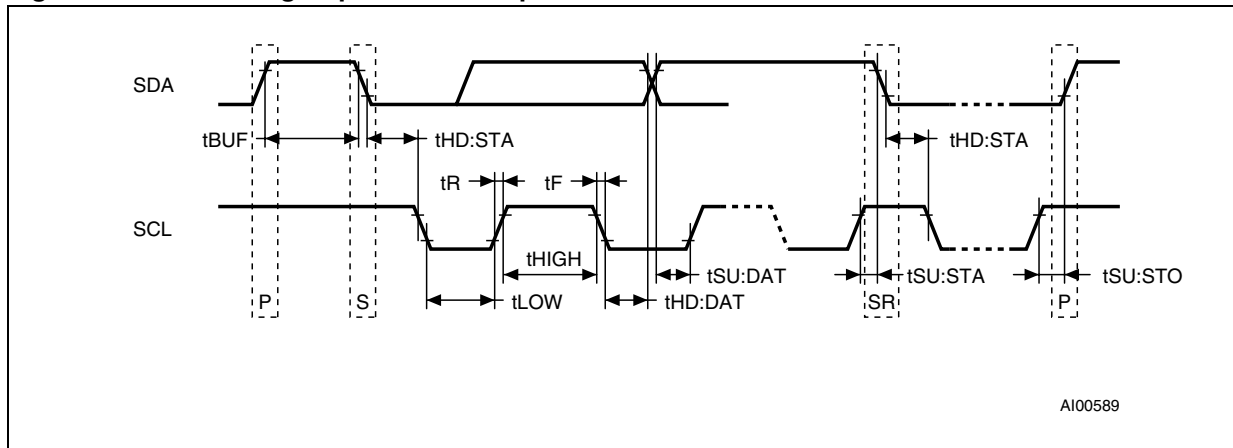 SDA
tBUF tHD:STA tHD:STA
tR tF
SCL
tHIGH
tSU:DAT tSU:STA tSU:STO
P S tLOW tHD:DAT SR P
AI00589